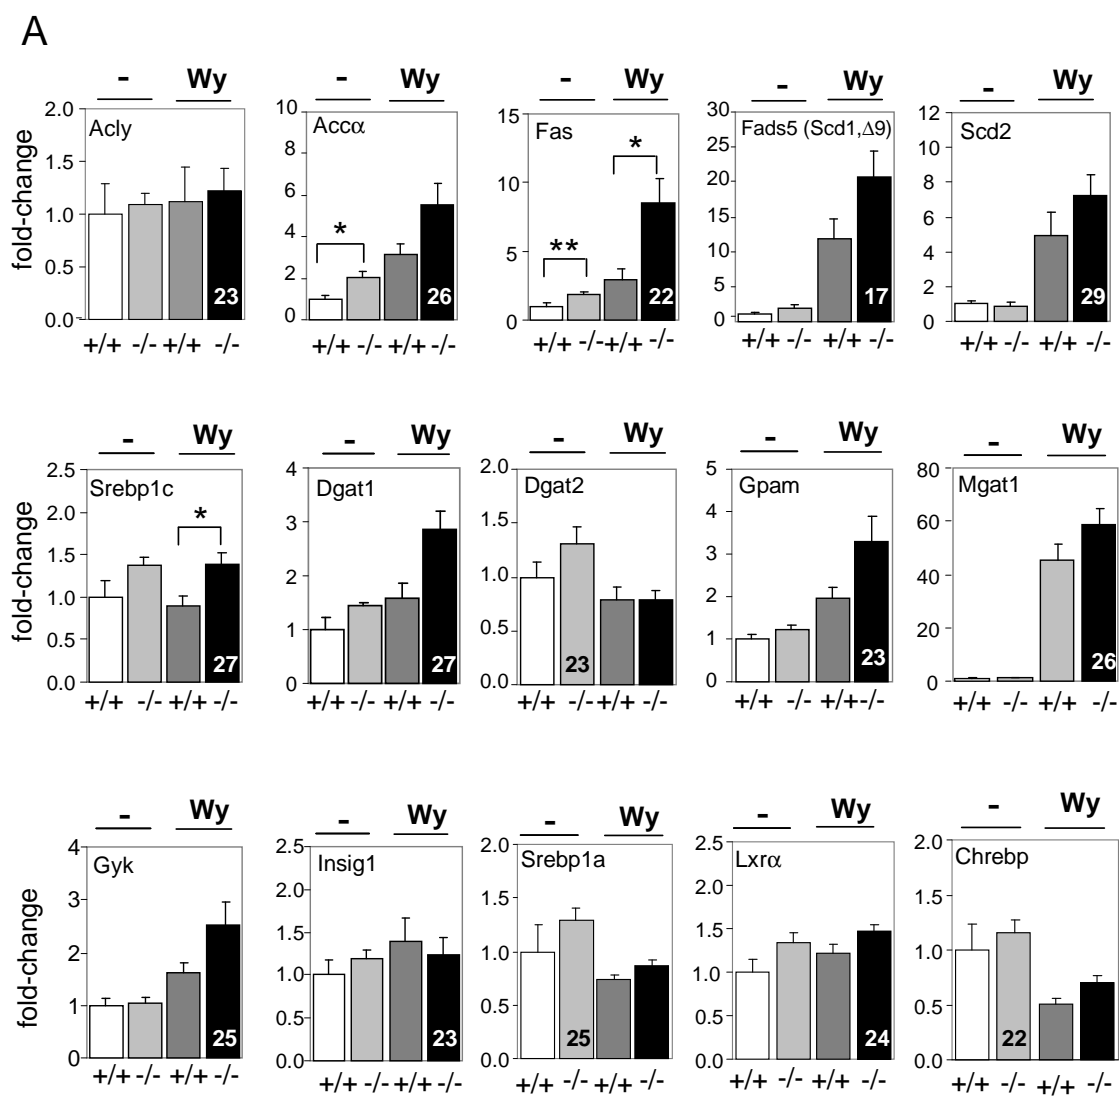 A
- Wy - Wy - Wy - Wy - Wy
fold-change
Acly
2.0
1.5
1.0
0.5
0.0
23
+/+ -/- +/+ -/-
Accα
10
8
6
4
2
0
*
26
+/+ -/- +/+ -/-
Fas
15
10
5
0
**
*
22
+/+ -/- +/+ -/-
Fads5 (Scd1,Δ9)
30
25
20
15
10
5
0
17
+/+ -/- +/+ -/-
Scd2
12
10
8
6
4
2
0
29
+/+ -/- +/+ -/-
- Wy - Wy - Wy - Wy - Wy
fold-change
Srebp1c
2.5
2.0
1.5
1.0
0.5
0.0
*
27
+/+ -/- +/+ -/-
Dgat1
4
3
2
1
0
27
+/+ -/- +/+ -/-
Dgat2
2.0
1.5
1.0
0.5
0.0
23
+/+ -/- +/+ -/-
Gpam
5
4
3
2
1
0
23
+/+ -/- +/+ -/-
Mgat1
80
60
40
20
0
26
+/+ -/- +/+ -/-
- Wy - Wy - Wy - Wy - Wy
fold-change
Gyk
4
3
2
1
0
25
+/+ -/- +/+ -/-
Insig1
2.5
2.0
1.5
1.0
0.5
0.0
23
+/+ -/- +/+ -/-
Srebp1a
2.0
1.5
1.0
0.5
0.0
25
+/+ -/- +/+ -/-
Lxrα
2.5
2.0
1.5
1.0
0.5
0.0
24
+/+ -/- +/+ -/-
Chrebp
2.0
1.5
1.0
0.5
0.0
22
+/+ -/- +/+ -/-